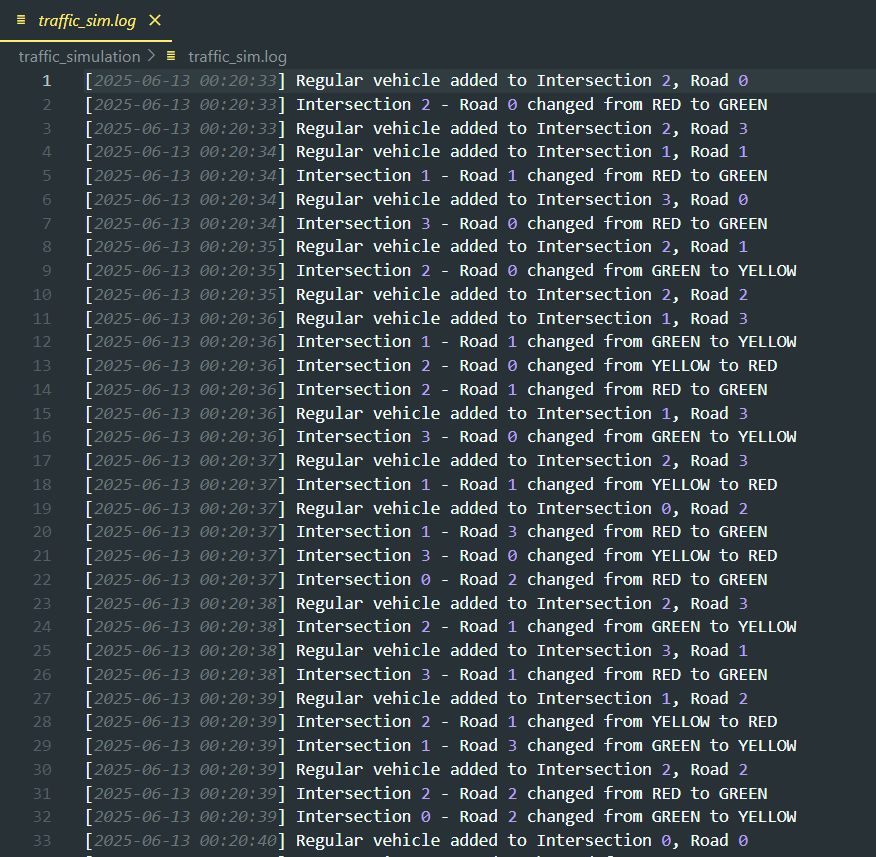 traffic_sim.log
traffic_simulation > traffic_sim.log
1 [2025-06-13 00:20:33] Regular vehicle added to Intersection 2, Road 0
2 [2025-06-13 00:20:33] Intersection 2 - Road 0 changed from RED to GREEN
3 [2025-06-13 00:20:33] Regular vehicle added to Intersection 2, Road 3
4 [2025-06-13 00:20:34] Regular vehicle added to Intersection 1, Road 1
5 [2025-06-13 00:20:34] Intersection 1 - Road 1 changed from RED to GREEN
6 [2025-06-13 00:20:34] Regular vehicle added to Intersection 3, Road 0
7 [2025-06-13 00:20:34] Intersection 3 - Road 0 changed from RED to GREEN
8 [2025-06-13 00:20:35] Regular vehicle added to Intersection 2, Road 1
9 [2025-06-13 00:20:35] Intersection 2 - Road 0 changed from GREEN to YELLOW
10 [2025-06-13 00:20:35] Regular vehicle added to Intersection 2, Road 2
11 [2025-06-13 00:20:36] Regular vehicle added to Intersection 1, Road 3
12 [2025-06-13 00:20:36] Intersection 1 - Road 1 changed from GREEN to YELLOW
13 [2025-06-13 00:20:36] Intersection 2 - Road 0 changed from YELLOW to RED
14 [2025-06-13 00:20:36] Intersection 2 - Road 1 changed from RED to GREEN
15 [2025-06-13 00:20:36] Regular vehicle added to Intersection 1, Road 3
16 [2025-06-13 00:20:36] Intersection 3 - Road 0 changed from GREEN to YELLOW
17 [2025-06-13 00:20:37] Regular vehicle added to Intersection 2, Road 3
18 [2025-06-13 00:20:37] Intersection 1 - Road 1 changed from YELLOW to RED
19 [2025-06-13 00:20:37] Regular vehicle added to Intersection 0, Road 2
20 [2025-06-13 00:20:37] Intersection 1 - Road 3 changed from RED to GREEN
21 [2025-06-13 00:20:37] Intersection 3 - Road 0 changed from YELLOW to RED
22 [2025-06-13 00:20:37] Intersection 0 - Road 2 changed from RED to GREEN
23 [2025-06-13 00:20:38] Regular vehicle added to Intersection 2, Road 3
24 [2025-06-13 00:20:38] Intersection 2 - Road 1 changed from GREEN to YELLOW
25 [2025-06-13 00:20:38] Regular vehicle added to Intersection 3, Road 1
26 [2025-06-13 00:20:38] Intersection 3 - Road 1 changed from RED to GREEN
27 [2025-06-13 00:20:39] Regular vehicle added to Intersection 1, Road 2
28 [2025-06-13 00:20:39] Intersection 2 - Road 1 changed from YELLOW to RED
29 [2025-06-13 00:20:39] Intersection 1 - Road 3 changed from GREEN to YELLOW
30 [2025-06-13 00:20:39] Regular vehicle added to Intersection 2, Road 2
31 [2025-06-13 00:20:39] Intersection 2 - Road 2 changed from RED to GREEN
32 [2025-06-13 00:20:39] Intersection 0 - Road 2 changed from GREEN to YELLOW
33 [2025-06-13 00:20:40] Regular vehicle added to Intersection 0, Road 0